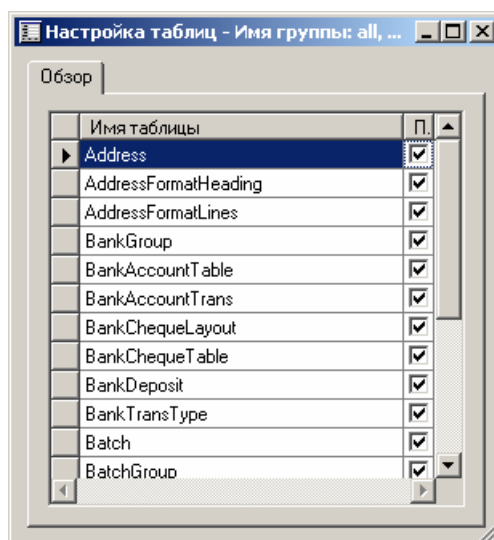 Настройка таблиц - Имя группы: all, ...
Обзор
Имя таблицы П.
Address
AddressFormatHeading
AddressFormatLines
BankGroup
BankAccountTable
BankAccountTrans
BankChequeLayout
BankChequeTable
BankDeposit
BankTransType
Batch
BatchGroup